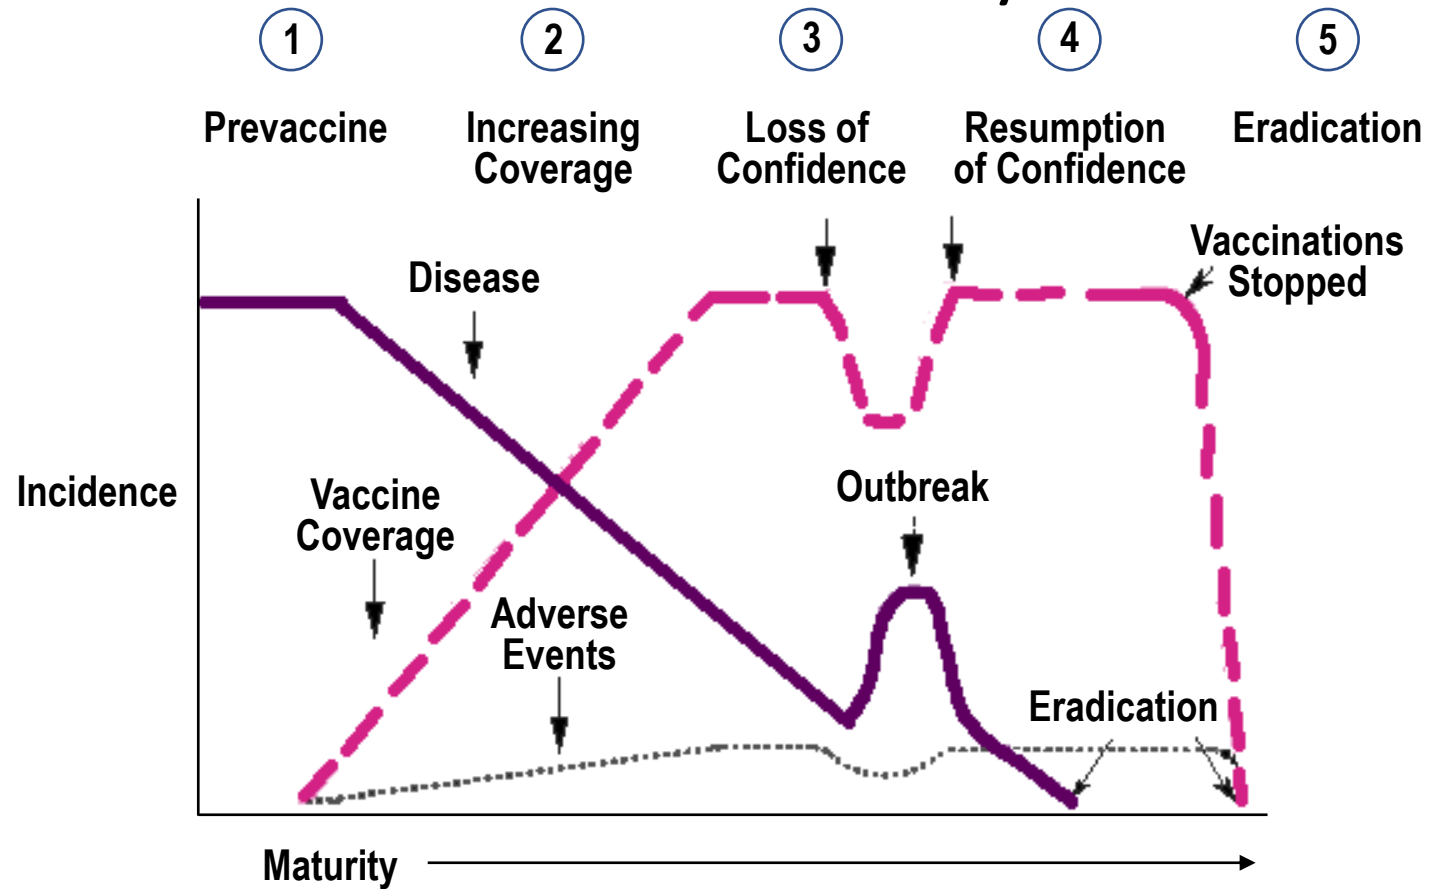 1 2 3 4 5
Prevaccine
Increasing
Coverage
Loss of
Confidence
Resumption
of Confidence
Eradication
Vaccinations
Stopped
Disease
Incidence
Vaccine
Coverage
Outbreak
Adverse
Events
Eradication
Maturity